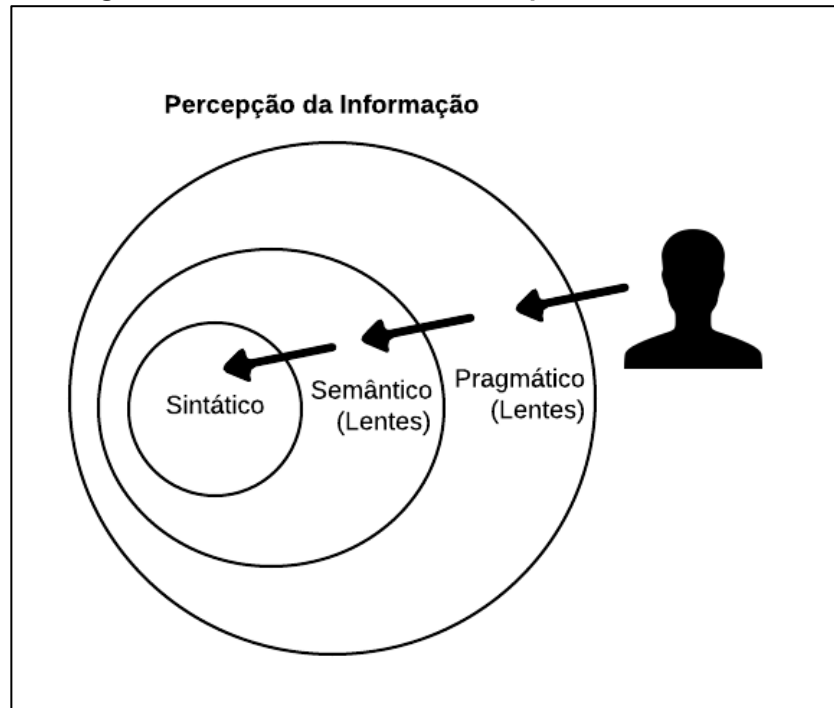 Percepção da Informação
Sintático
Semântico
(Lentes)
Pragmático
(Lentes)